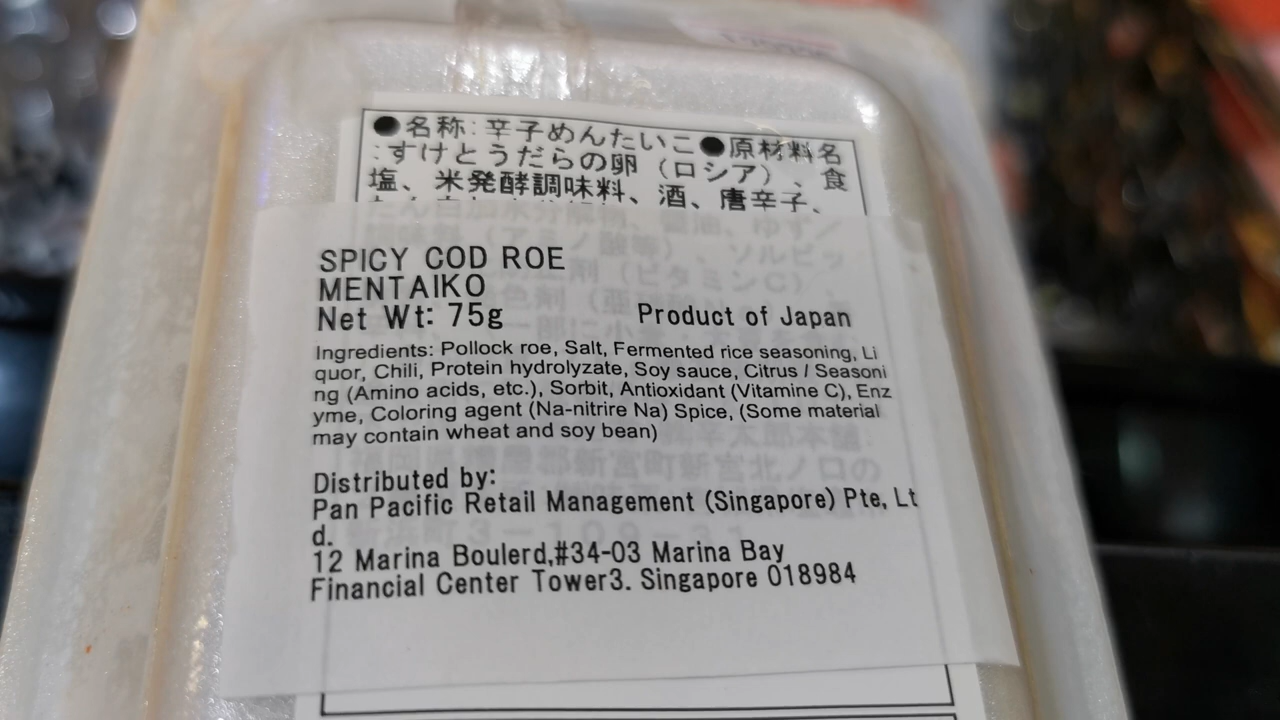 ●名称:辛子めんたいこ●原材料名
:すけとうだらの卵（ロシア）、食
塩、米発酵調味料、酒、唐辛子、
SPICY COD ROE
MENTAIKO
Net Wt: 75g Product of Japan
Ingredients: Pollock roe, Salt, Fermented rice seasoning, Li
quor, Chili, Protein hydrolyzate, Soy sauce, Citrus / Seasoni
ng (Amino acids, etc.), Sorbit, Antioxidant (Vitamine C), Enz
yme, Coloring agent (Na-nitrire Na) Spice, (Some material
may contain wheat and soy bean)
Distributed by:
Pan Pacific Retail Management (Singapore) Pte, Lt
d.
12 Marina Boulerd,#34-03 Marina Bay
Financial Center Tower3. Singapore 018984